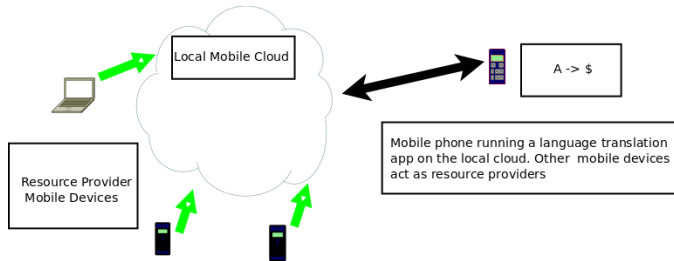 Local Mobile Cloud
A -> $
Mobile phone running a language translation
app on the local cloud. Other mobile devices
act as resource providers
Resource Provider
Mobile Devices